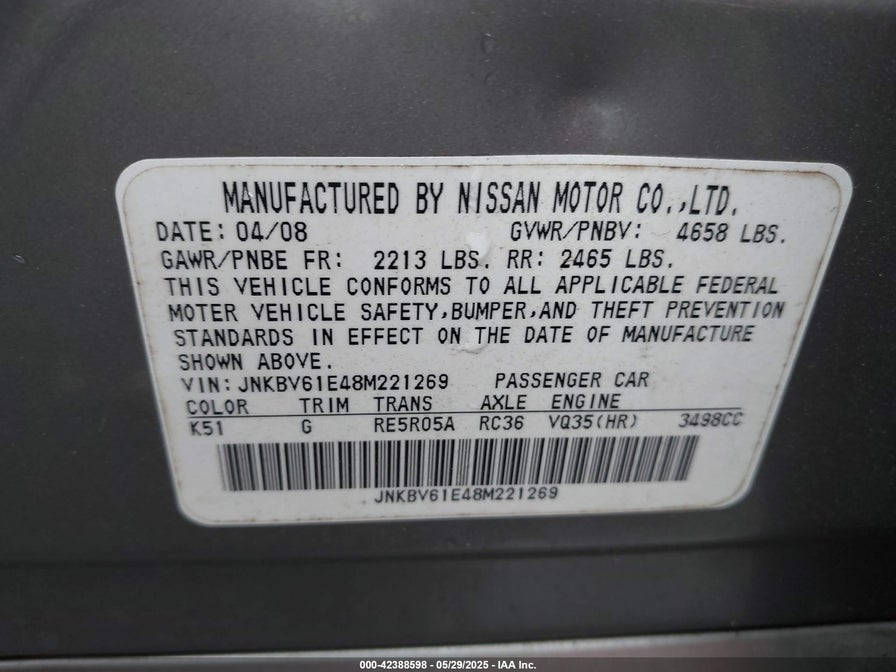 MANUFACTURED BY NISSAN MOTOR CO.,LTD.
DATE: 04/08 GVWR/PNBV: 4658 LBS.
GAWR/PNBE FR: 2213 LBS. RR: 2465 LBS.
THIS VEHICLE CONFORMS TO ALL APPLICABLE FEDERAL
MOTER VEHICLE SAFETY,BUMPER,AND THEFT PREVENTION
STANDARDS IN EFFECT ON THE DATE OF MANUFACTURE
SHOWN ABOVE.
VIN: JNKBV61E48M221269 PASSENGER CAR
COLOR TRIM TRANS AXLE ENGINE
K51 G RE5R05A RC36 VQ35(HR) 3498CC
JNKBV61E48M221269
000-42388598 - 05/29/2025 - IAA Inc.